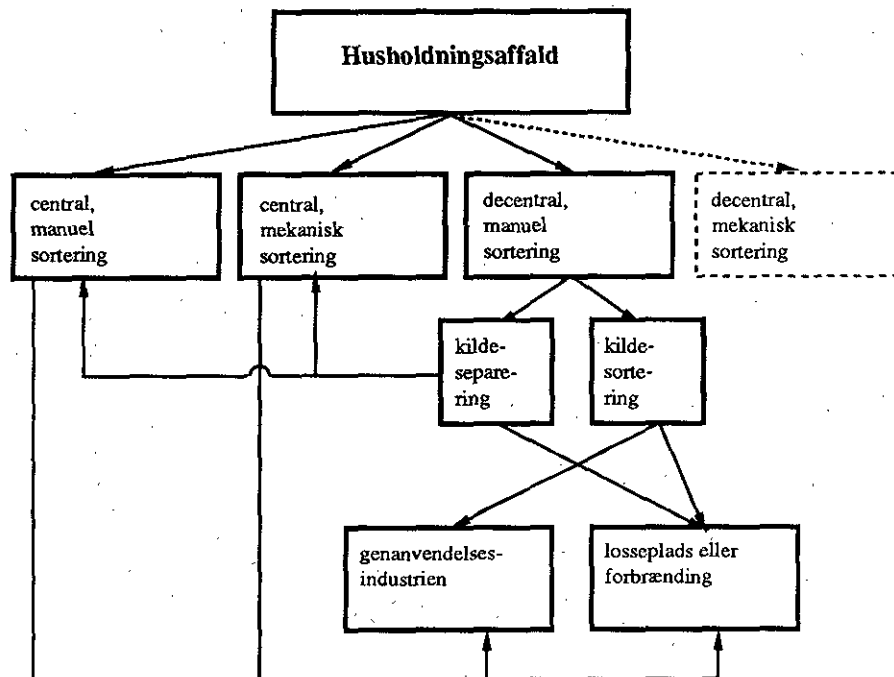 Husholdningsaffald
central,
manuel
sortering
central,
mekanisk
sortering
decentral,
manuel
sortering
decentral,
mekanisk
sortering
kilde-
separe-
ring
kilde-
sorte-
ring
genanvendelses-
industrien
losseplads eller
forbrænding